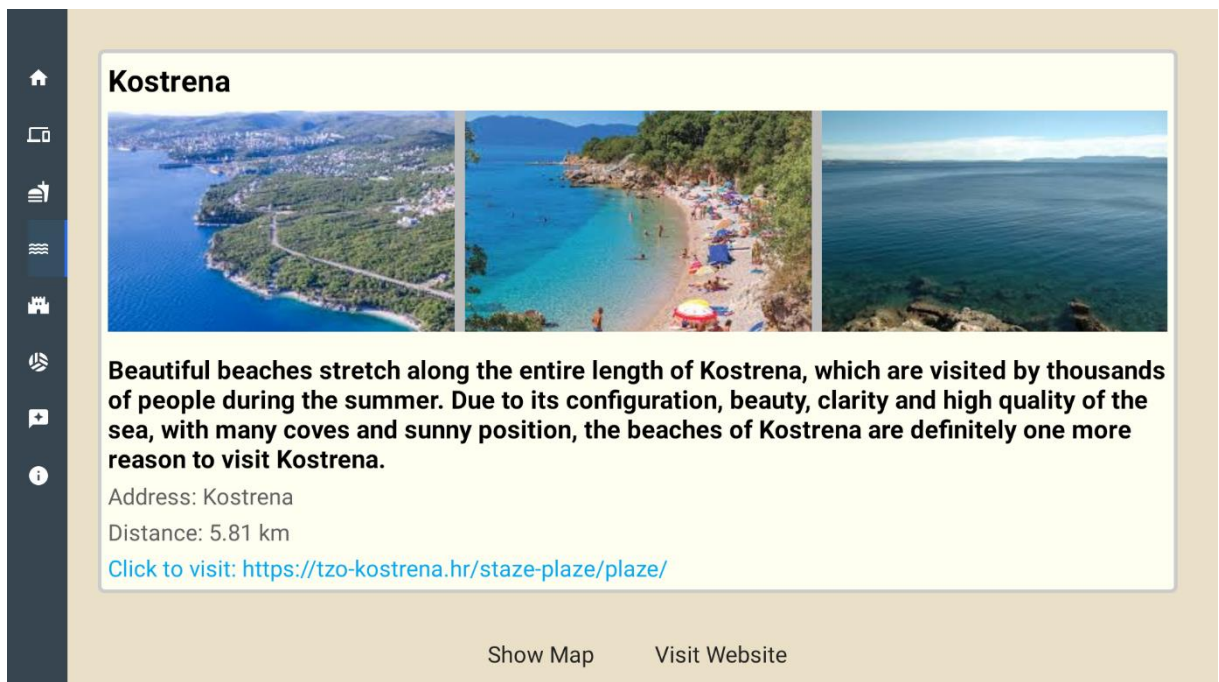 Kostrena
Beautiful beaches stretch along the entire length of Kostrena, which are visited by thousands
of people during the summer. Due to its configuration, beauty, clarity and high quality of the
sea, with many coves and sunny position, the beaches of Kostrena are definitely one more
reason to visit Kostrena.
Address: Kostrena
Distance: 5.81 km
Click to visit: https://tzo-kostrena.hr/staze-plaze/plaze/
Show Map Visit Website